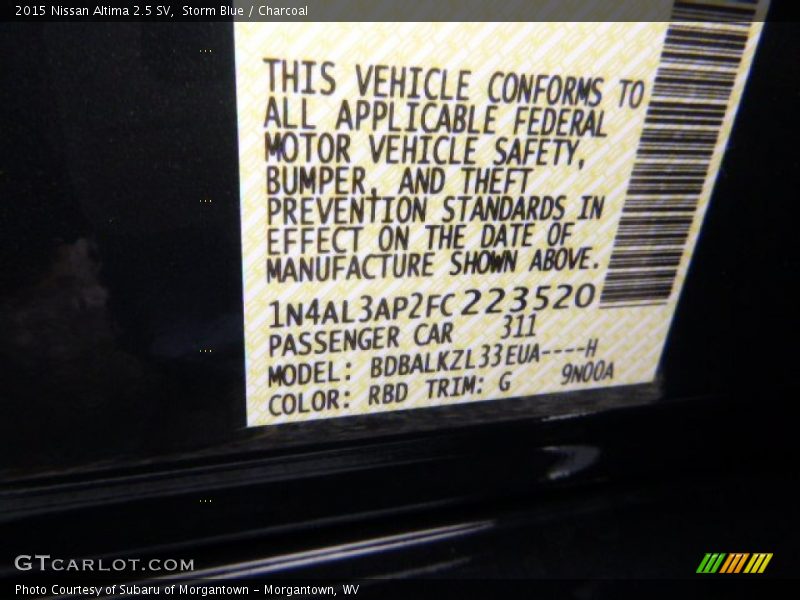 2015 Nissan Altima 2.5 SV, Storm Blue / Charcoal
THIS VEHICLE CONFORMS TO
ALL APPLICABLE FEDERAL
MOTOR VEHICLE SAFETY,
BUMPER, AND THEFT
PREVENTION STANDARDS IN
EFFECT ON THE DATE OF
MANUFACTURE SHOWN ABOVE.
1N4AL3AP2FC223520
PASSENGER CAR 311
MODEL: BDBALKZL33EUA----H
COLOR: RBD TRIM: G 9N00A
GTCARLOT.COM
Photo Courtesy of Subaru of Morgantown - Morgantown, WV